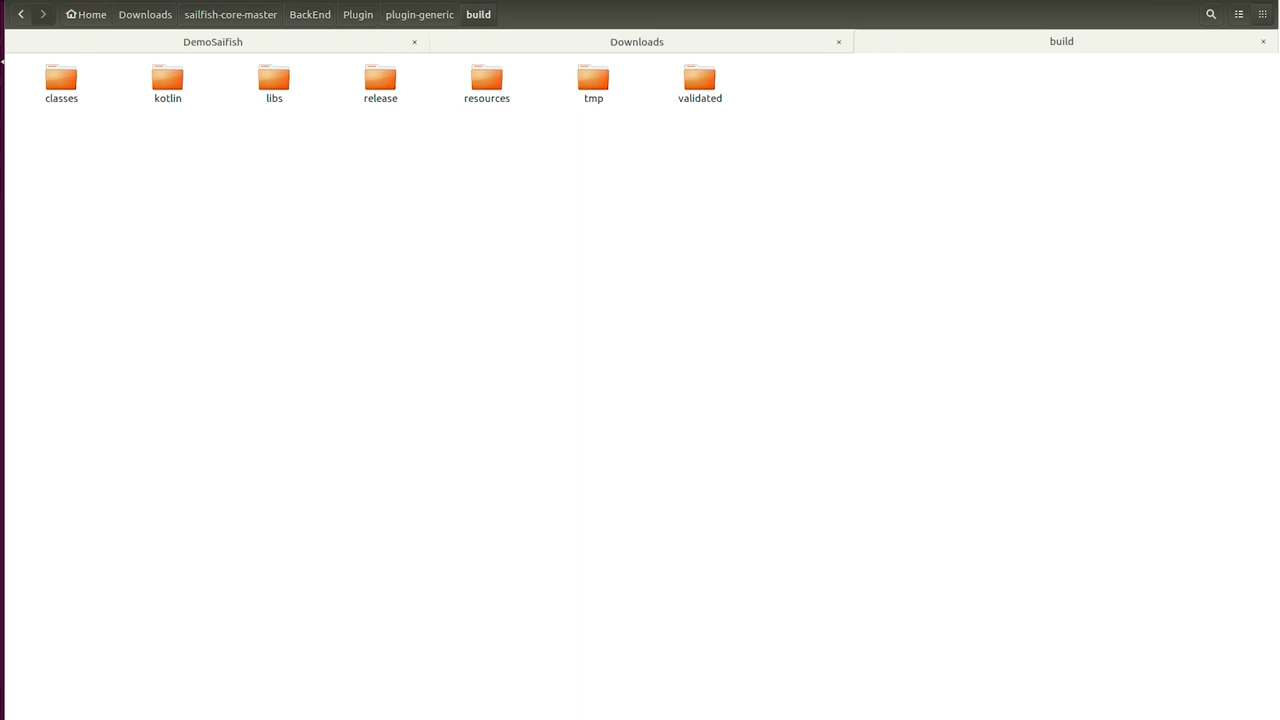 Home Downloads sailfish-core-master BackEnd Plugin plugin-generic build
DemoSaifish × Downloads × build ×
classes kotlin libs release resources tmp validated